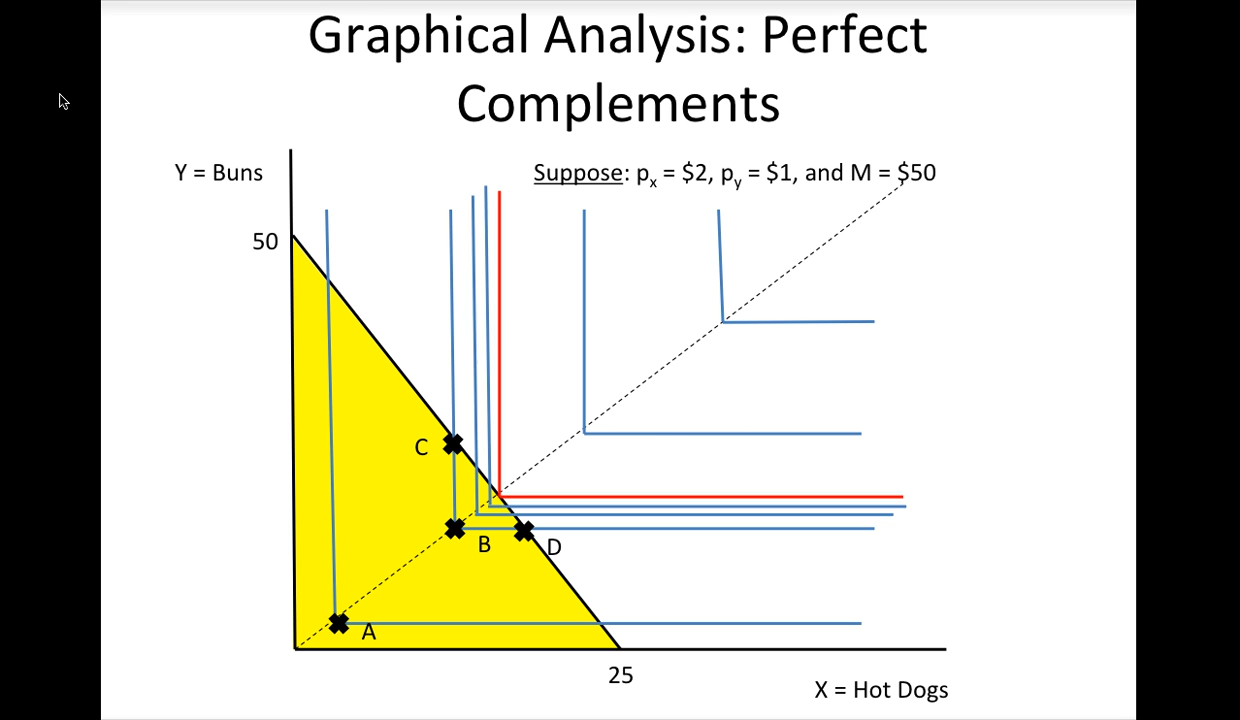 Graphical Analysis: Perfect
Complements
Y = Buns
Suppose: px = $2, py = $1, and M = $50
50
C
B
D
A
25
X = Hot Dogs